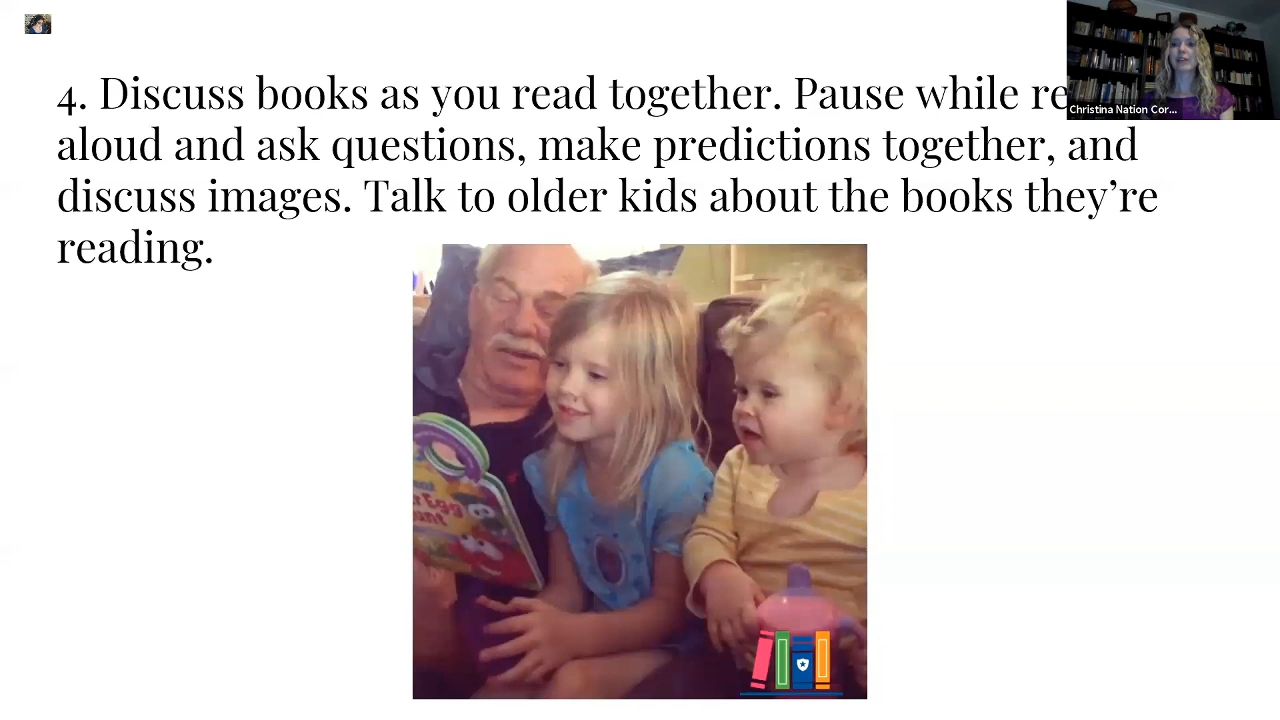 4. Discuss books as you read together. Pause while re
aloud and ask questions, make predictions together, and
discuss images. Talk to older kids about the books they’re
reading.
Christina Nation Cor...
Egg